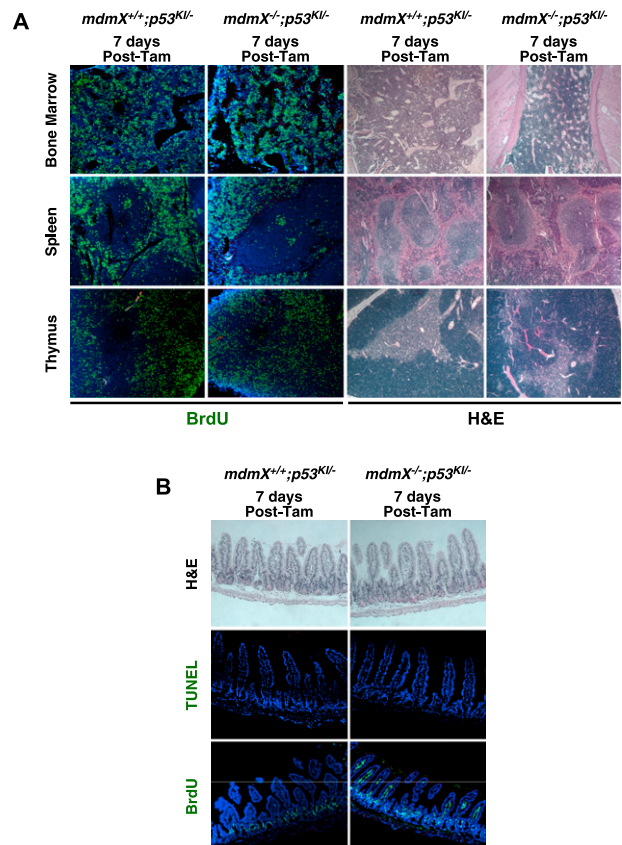 A
mdmX+/+;p53KI/- mdmX-/-;p53KI/- mdmX+/+;p53KI/- mdmX-/-;p53KI/-
7 days 7 days 7 days 7 days
Post-Tam Post-Tam Post-Tam Post-Tam
Bone Marrow
Spleen
Thymus
BrdU H&E
B
mdmX+/+;p53KI/- mdmX-/-;p53KI/-
7 days 7 days
Post-Tam Post-Tam
H&E
TUNEL
BrdU